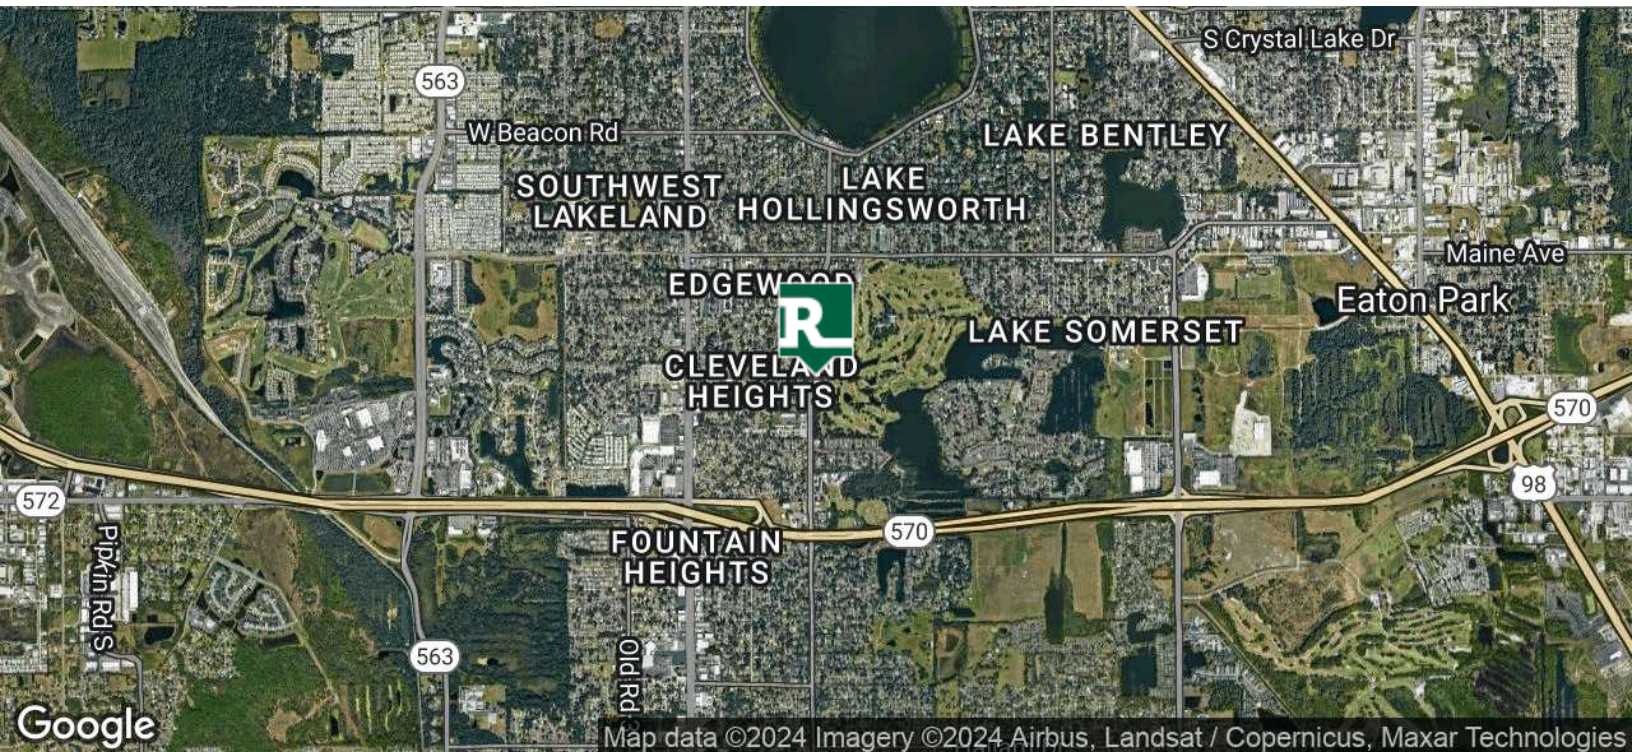 S Crystal Lake Dr
563
W Beacon Rd
LAKE BENTLEY
SOUTHWEST
LAKELAND
LAKE
HOLLINGSWORTH
Maine Ave
EDGEWOOD
R
Eaton Park
LAKE SOMERSET
CLEVELAND
HEIGHTS
570
98
572
570
Pipkin Rd S
FOUNTAIN
HEIGHTS
563
Old Rd 3
Google
Map data ©2024 Imagery ©2024 Airbus, Landsat / Copernicus, Maxar Technologies